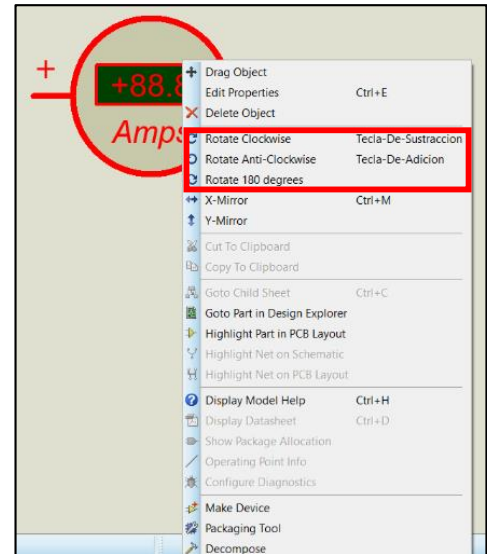 +
+88.8
Amps
Drag Object
Edit Properties Ctrl+E
Delete Object
Rotate Clockwise Tecla-De-Sustraccion
Rotate Anti-Clockwise Tecla-De-Adicion
Rotate 180 degrees
X-Mirror Ctrl+M
Y-Mirror
Cut To Clipboard
Copy To Clipboard
Goto Child Sheet Ctrl+C
Goto Part in Design Explorer
Highlight Part in PCB Layout
Highlight Net on Schematic
Highlight Net on PCB Layout
Display Model Help Ctrl+H
Display Datasheet Ctrl+D
Show Package Allocation
Operating Point Info
Configure Diagnostics
Make Device
Packaging Tool
Decompose